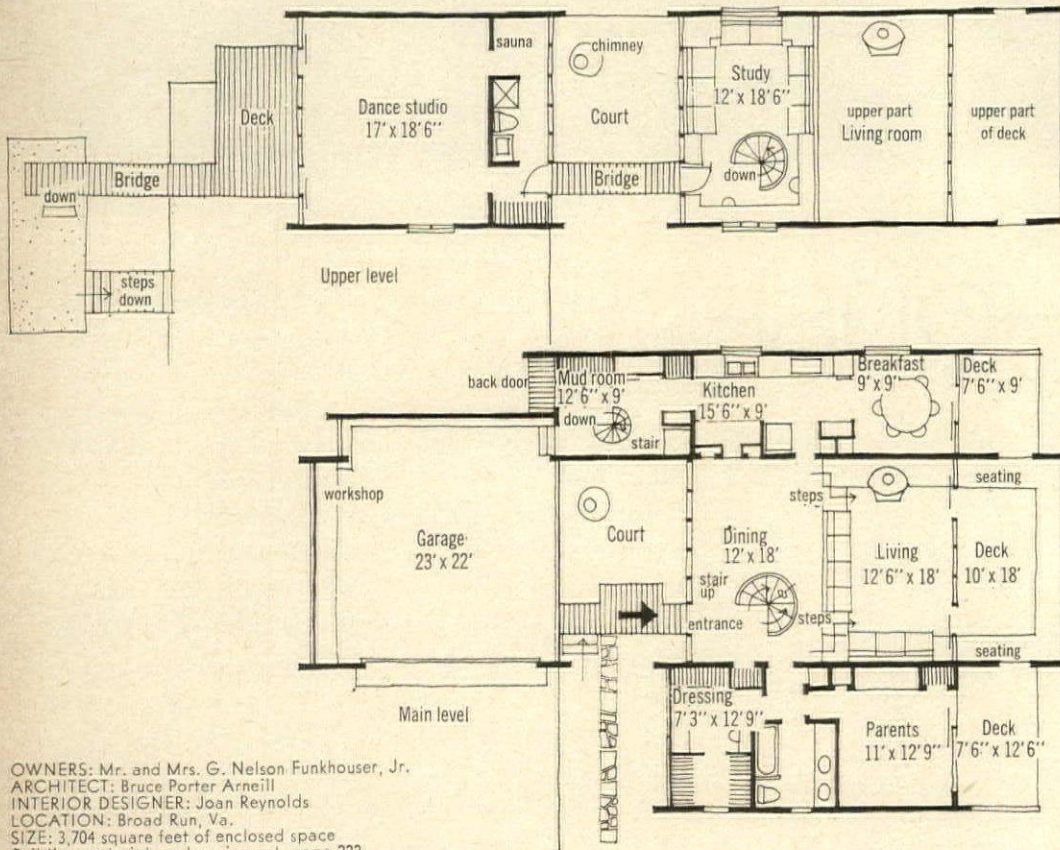 sauna
chimney
Deck
Dance studio
17' x 18'6''
Court
Study
12' x 18'6''
down
upper part
Living room
upper part
of deck
Bridge
down
Bridge
steps
down
Upper level
back door
Mud room
12'6'' x 9'
down
stair
Kitchen
15'6'' x 9'
Breakfast
9' x 9'
Deck
7'6'' x 9'
workshop
Garage
23' x 22'
Court
Dining
12' x 18'
stair
up
entrance
steps
steps
Living
12'6'' x 18'
seating
Deck
10' x 18'
seating
Main level
Dressing
7'3'' x 12'9''
Parents
11' x 12'9''
Deck
7'6'' x 12'6''
OWNERS: Mr. and Mrs. G. Nelson Funkhouser, Jr.
ARCHITECT: Bruce Porter Arneill
INTERIOR DESIGNER: Joan Reynolds
LOCATION: Broad Run, Va.
SIZE: 3,704 square feet of enclosed space